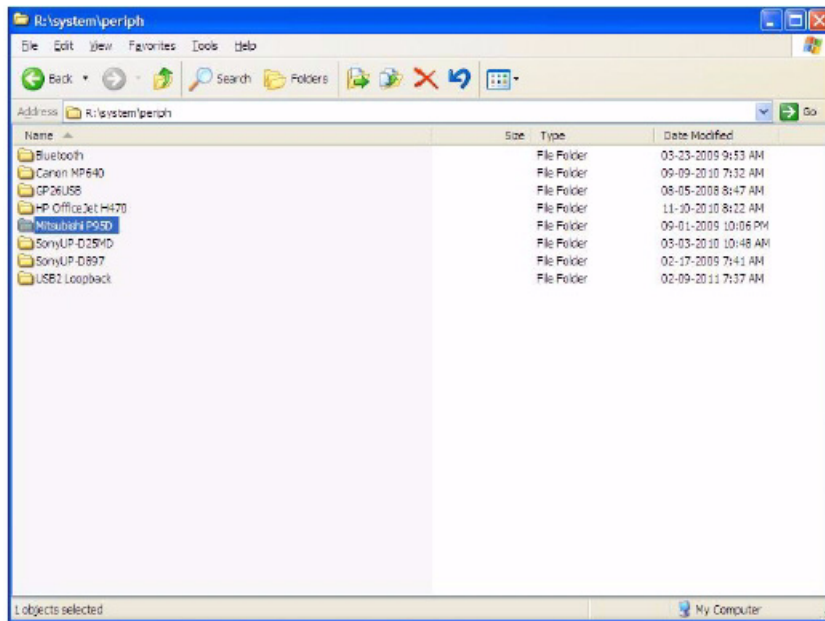 R:\system\periph
File Edit View Favorites Tools Help
Back Search Folders
Address R:\system\periph Go
Name Size Type Date Modified
Bluetooth File Folder 03-23-2009 9:53 AM
Canon MP640 File Folder 09-09-2010 7:32 AM
GP26USB File Folder 08-05-2008 8:47 AM
HP OfficeJet H470 File Folder 11-10-2010 8:22 AM
Mitsubishi P95D File Folder 09-01-2009 10:06 PM
SonyUP-D25MD File Folder 03-03-2010 10:48 AM
SonyUP-D897 File Folder 02-17-2009 7:41 AM
USB2 Loopback File Folder 02-09-2011 7:37 AM
1 objects selected My Computer